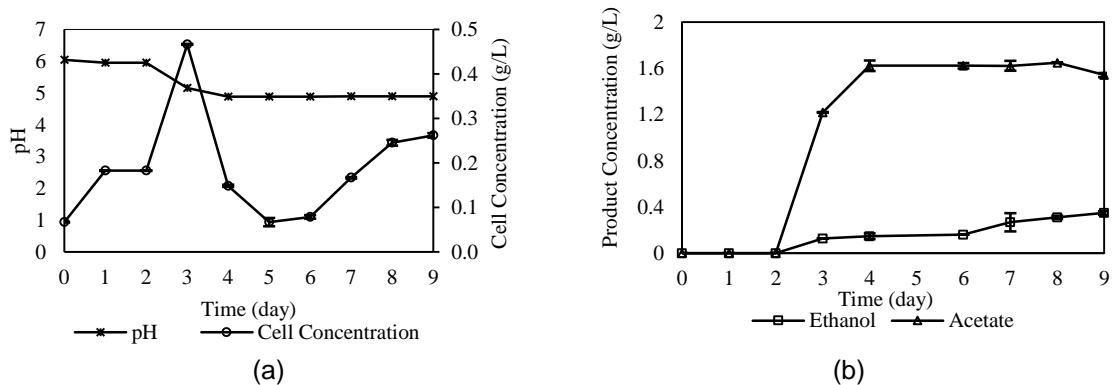 7
6
5
4
3
2
1
0
pH
0.5
0.4
0.3
0.2
0.1
0.0
Cell Concentration (g/L)
0 1 2 3 4 5 6 7 8 9
Time (day)
pH Cell Concentration
(a)
2
1.6
1.2
0.8
0.4
0
Product Concentration (g/L)
0 1 2 3 4 5 6 7 8 9
Time (day)
Ethanol Acetate
(b)